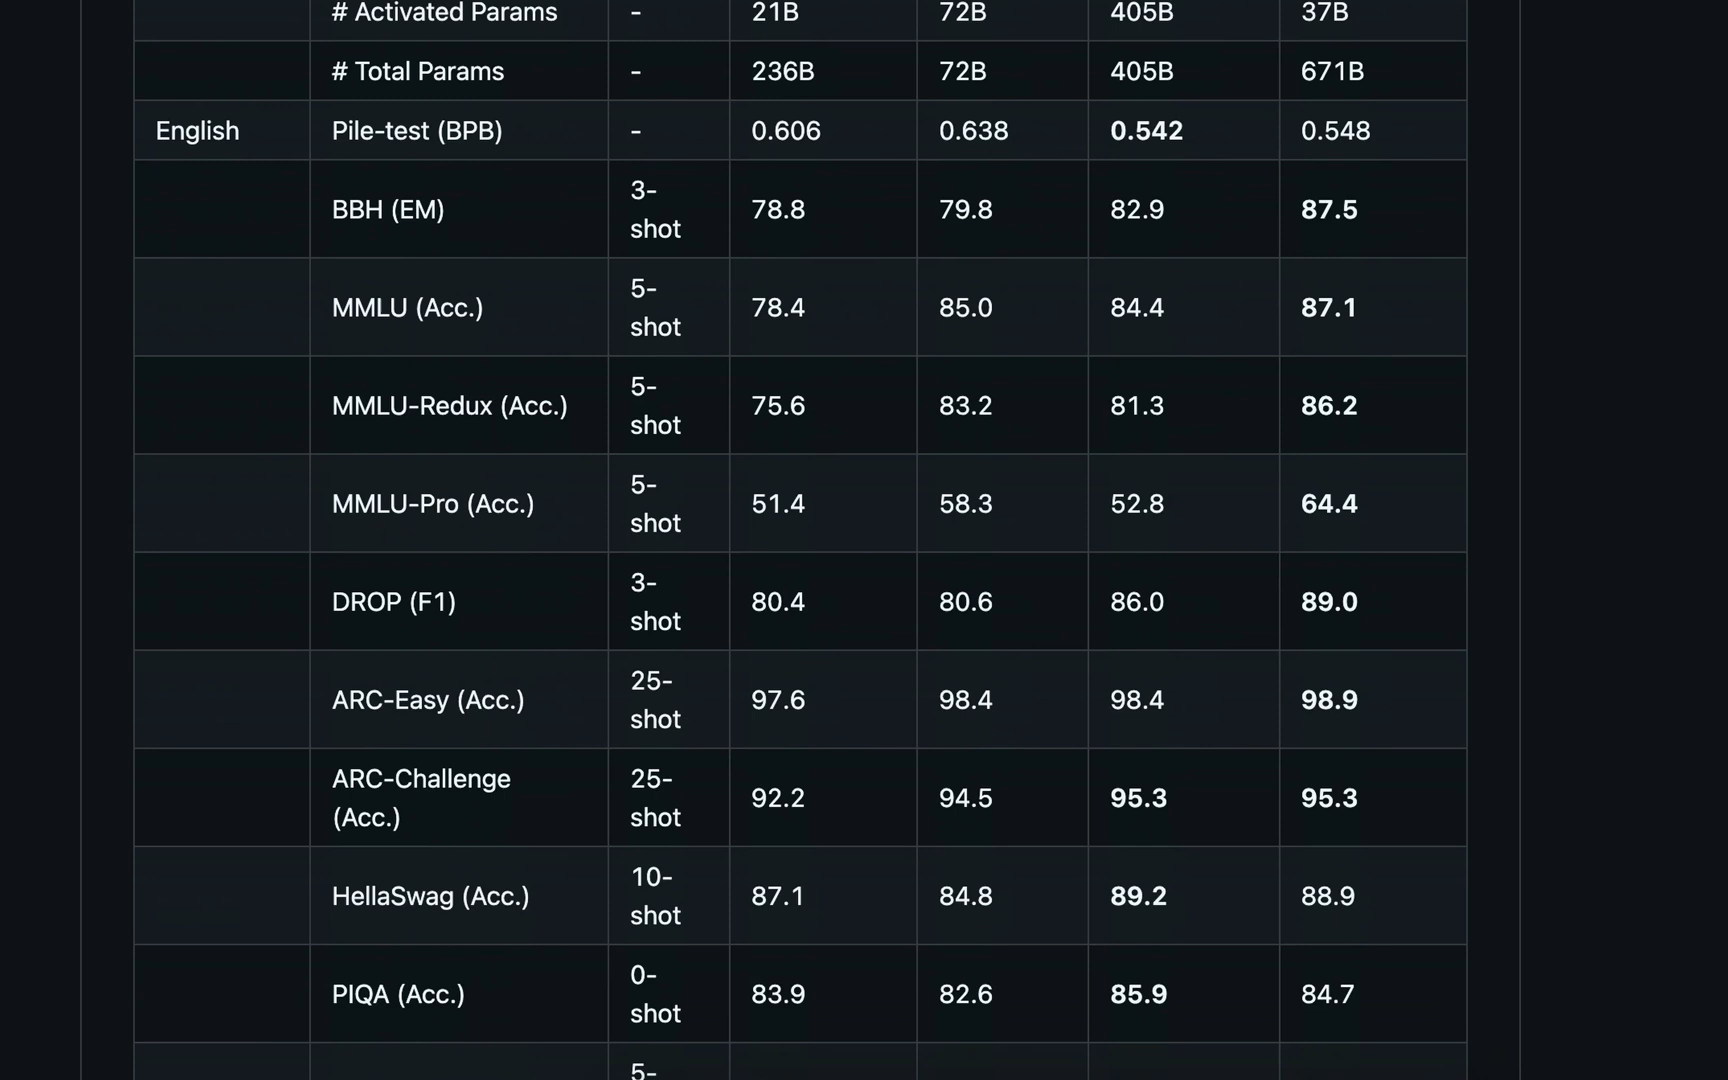 # Activated Params - 21B 72B 405B 37B
# Total Params - 236B 72B 405B 671B
English Pile-test (BPB) - 0.606 0.638 0.542 0.548
BBH (EM) 3-
shot 78.8 79.8 82.9 87.5
MMLU (Acc.) 5-
shot 78.4 85.0 84.4 87.1
MMLU-Redux (Acc.) 5-
shot 75.6 83.2 81.3 86.2
MMLU-Pro (Acc.) 5-
shot 51.4 58.3 52.8 64.4
DROP (F1) 3-
shot 80.4 80.6 86.0 89.0
ARC-Easy (Acc.) 25-
shot 97.6 98.4 98.4 98.9
ARC-Challenge
(Acc.) 25-
shot 92.2 94.5 95.3 95.3
HellaSwag (Acc.) 10-
shot 87.1 84.8 89.2 88.9
PIQA (Acc.) 0-
shot 83.9 82.6 85.9 84.7
5-